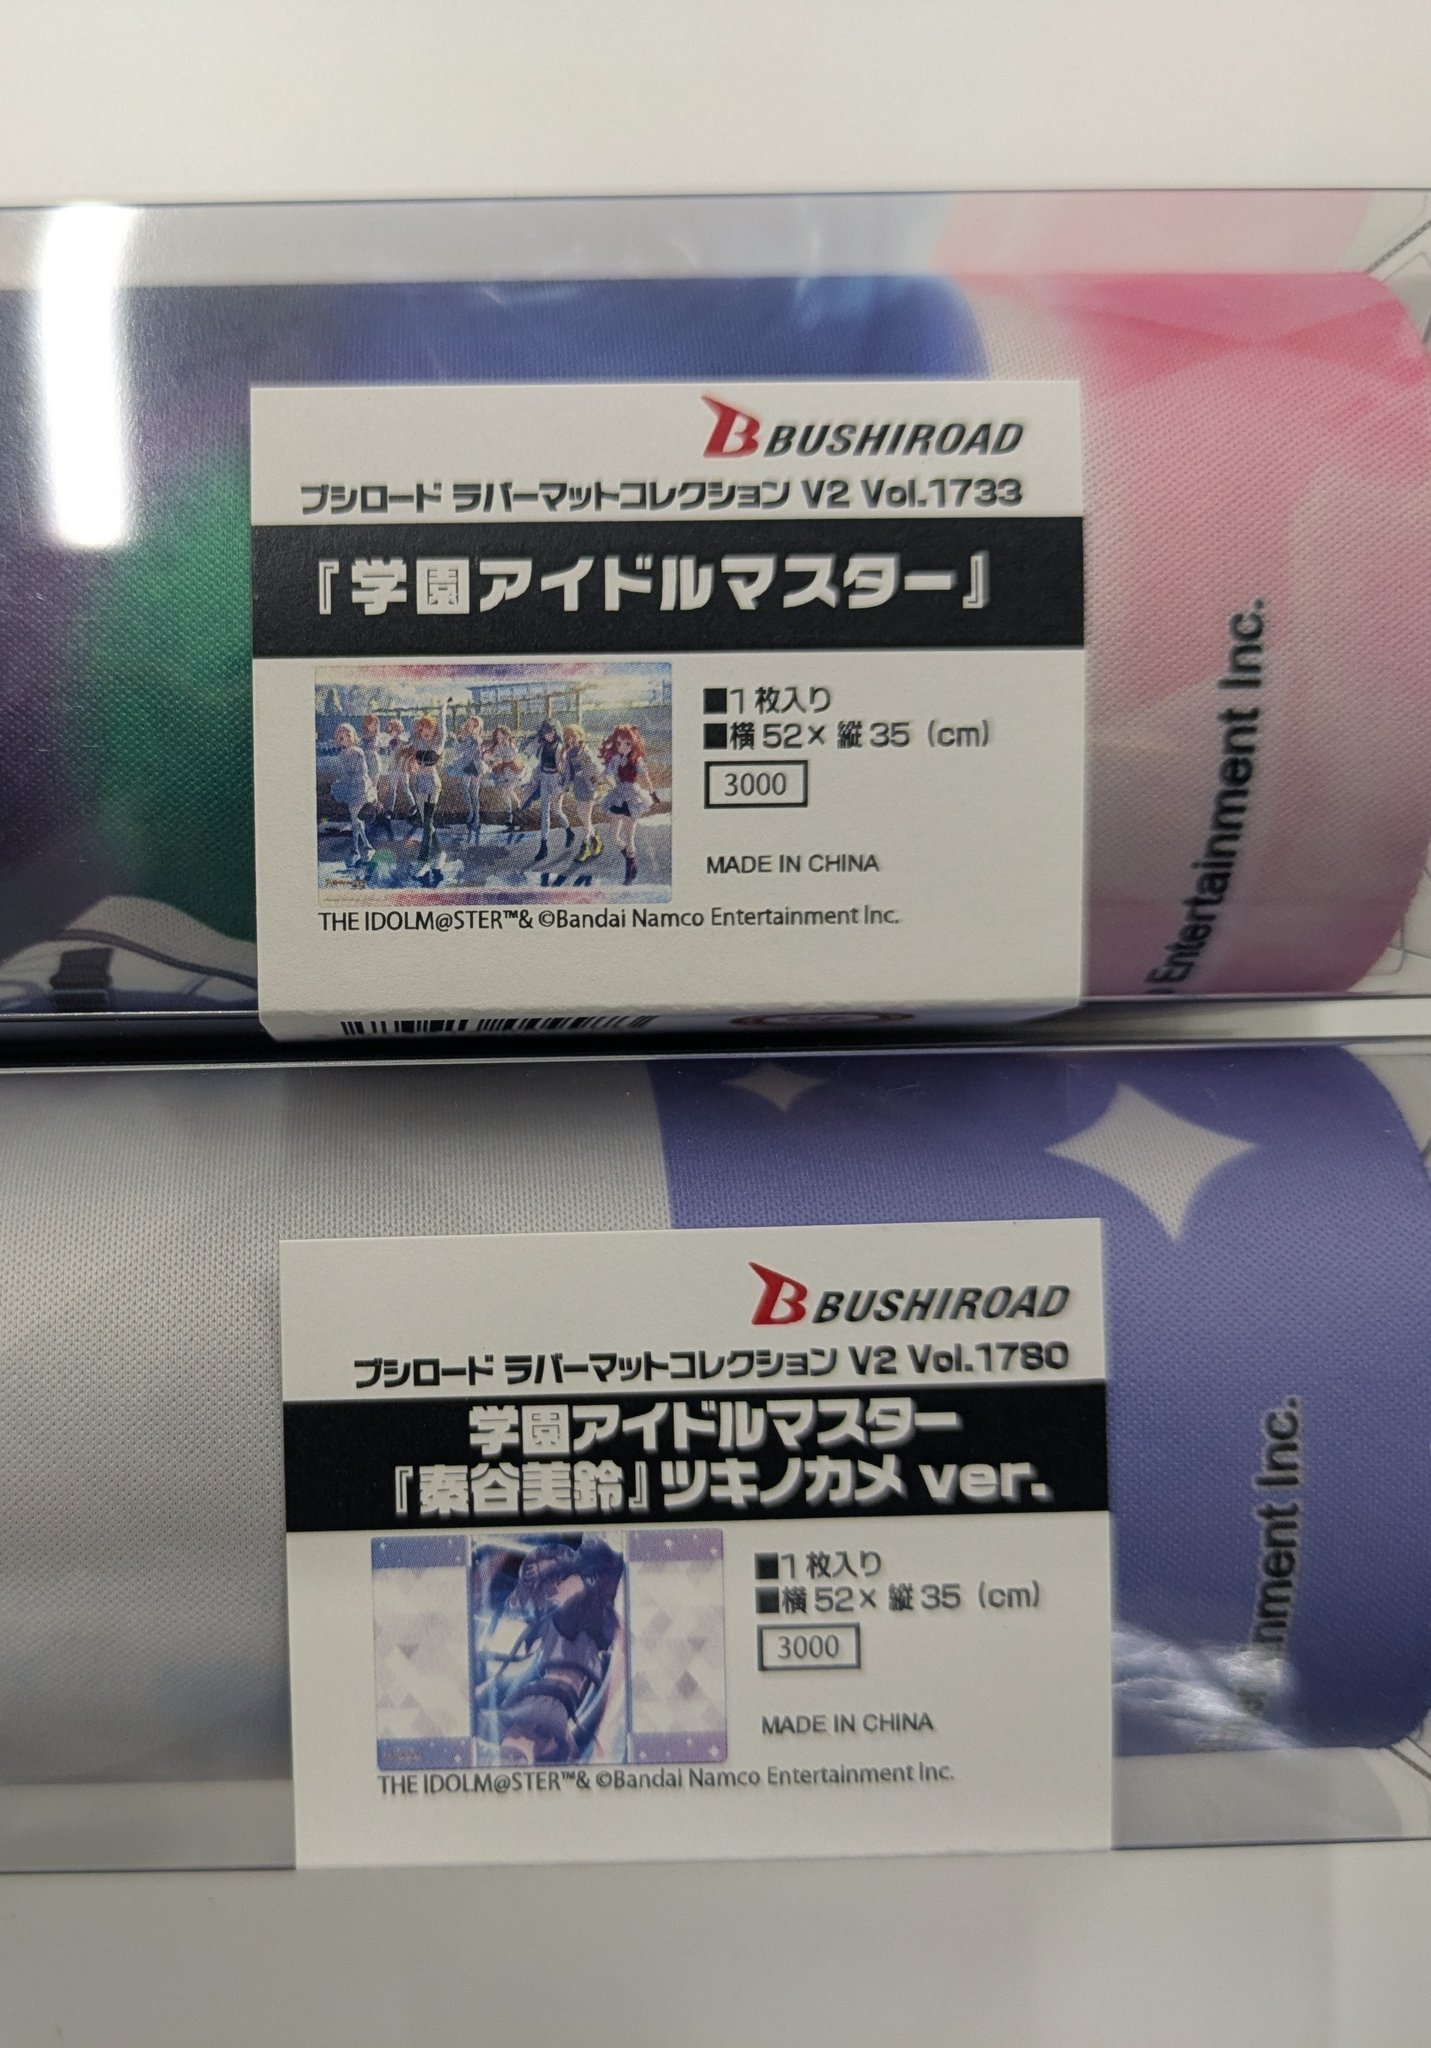 BUSHIROAD
ブシロード ラバーマットコレクション V2 Vol.1733
『学園アイドルマスター』
■1枚入り
■横52×縦35（cm）
3000
MADE IN CHINA
THE IDOLM@STER™& ©Bandai Namco Entertainment Inc.
Entertainment Inc.
BUSHIROAD
ブシロード ラバーマットコレクション V2 Vol.1780
学園アイドルマスター
『秦谷美鈴』ツキノカメ ver.
■1枚入り
■横52×縦35（cm）
3000
MADE IN CHINA
THE IDOLM@STER™& ©Bandai Namco Entertainment Inc.
nment Inc.